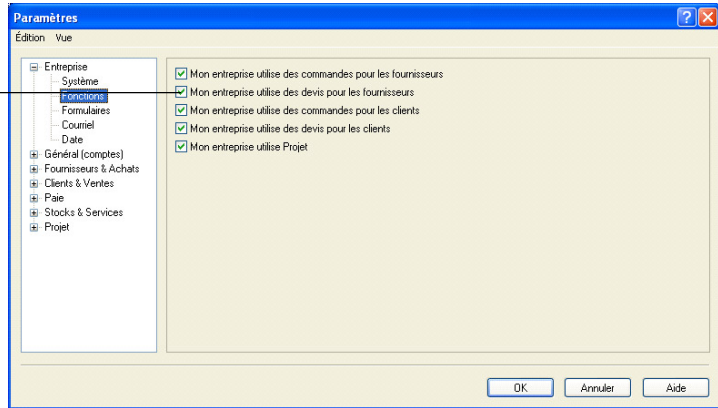 Paramètres
Édition Vue
Entreprise
Système
Fonctions
Formulaires
Courriel
Date
Général (comptes)
Fournisseurs & Achats
Clients & Ventes
Paie
Stocks & Services
Projet
Mon entreprise utilise des commandes pour les fournisseurs
Mon entreprise utilise des devis pour les fournisseurs
Mon entreprise utilise des commandes pour les clients
Mon entreprise utilise des devis pour les clients
Mon entreprise utilise Projet
OK Annuler Aide